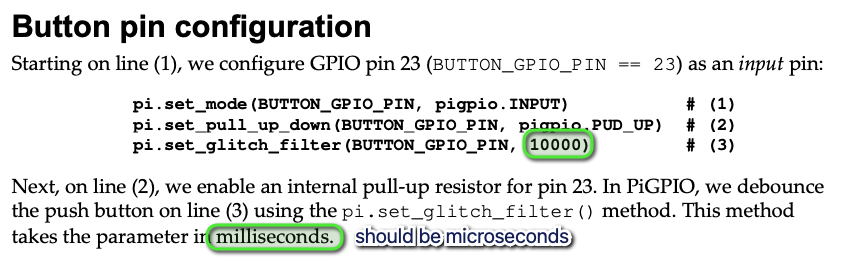 Button pin configuration
Starting on line (1), we configure GPIO pin 23 (BUTTON_GPIO_PIN == 23) as an input pin:
pi.set_mode(BUTTON_GPIO_PIN, pigpio.INPUT) # (1)
pi.set_pull_up_down(BUTTON_GPIO_PIN, pigpio.PUD_UP) # (2)
pi.set_glitch_filter(BUTTON_GPIO_PIN, 10000) # (3)
Next, on line (2), we enable an internal pull-up resistor for pin 23. In PiGPIO, we debounce
the push button on line (3) using the pi.set_glitch_filter() method. This method
takes the parameter in milliseconds. should be microseconds